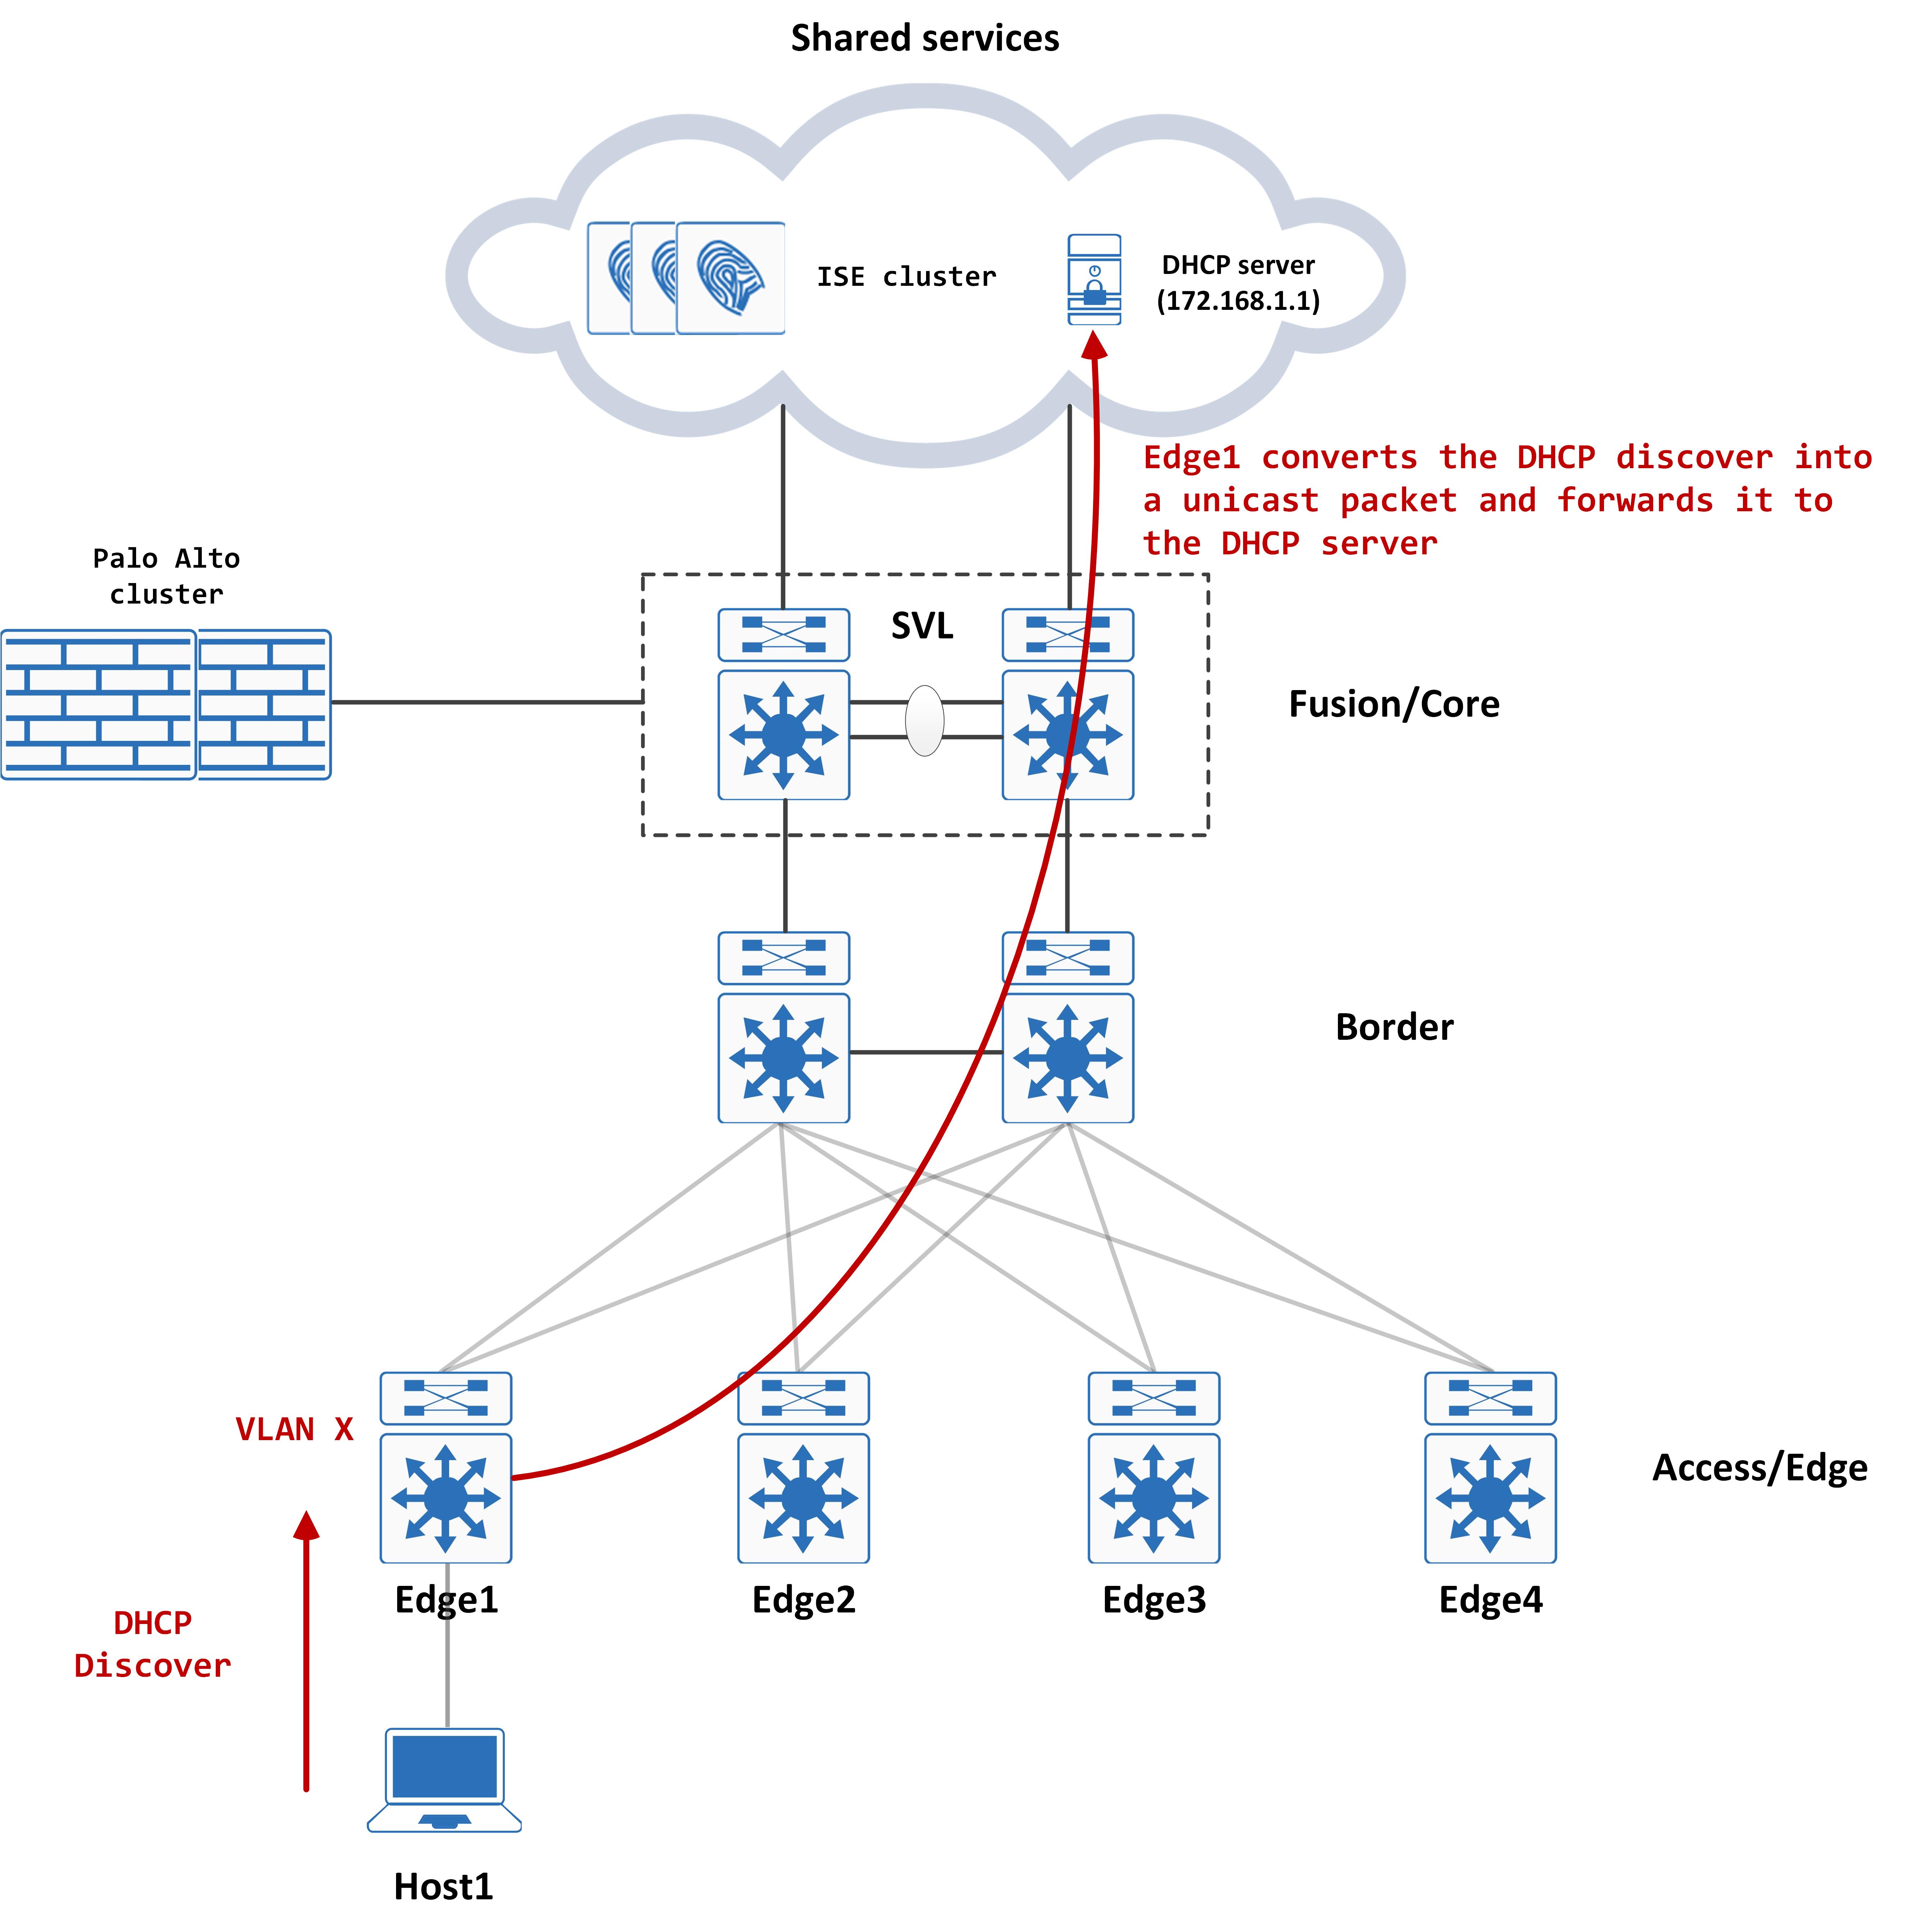 Shared services
ISE cluster
DHCP server
(172.168.1.1)
Edge1 converts the DHCP discover into
a unicast packet and forwards it to
the DHCP server
Palo Alto
cluster
SVL
Fusion/Core
Border
VLAN X
Access/Edge
Edge1
Edge2
Edge3
Edge4
DHCP
Discover
Host1